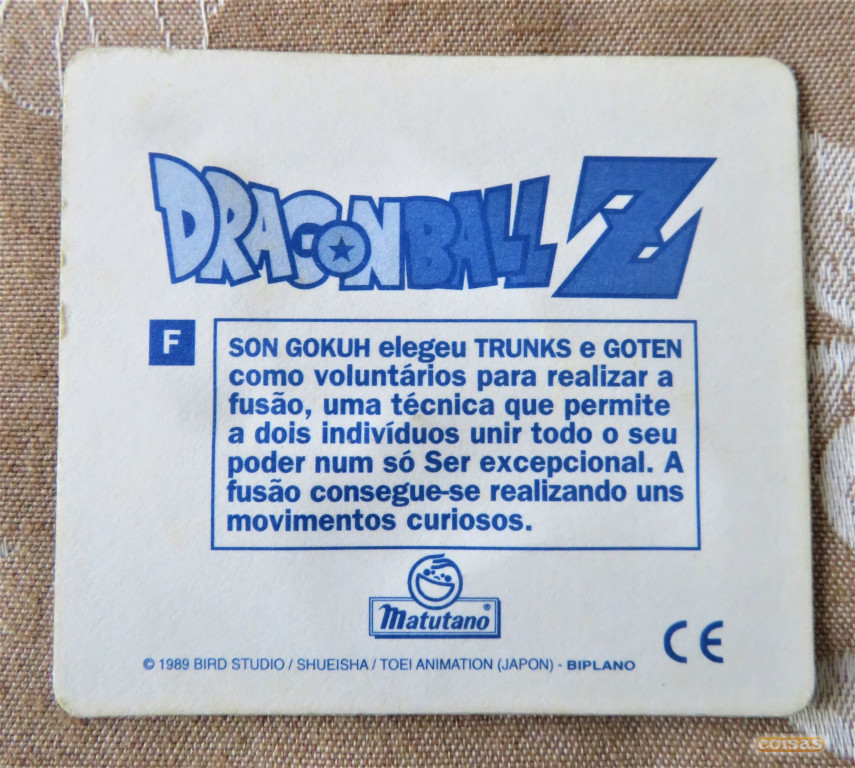 DRAGON BALL Z
F
SON GOKUH elegeu TRUNKS e GOTEN
como voluntários para realizar a
fusão, uma técnica que permite
a dois indivíduos unir todo o seu
poder num só Ser excepcional. A
fusão consegue-se realizando uns
movimentos curiosos.
Matutano®
CE
© 1989 BIRD STUDIO / SHUEISHA / TOEI ANIMATION (JAPON) - BIPLANO
coisas